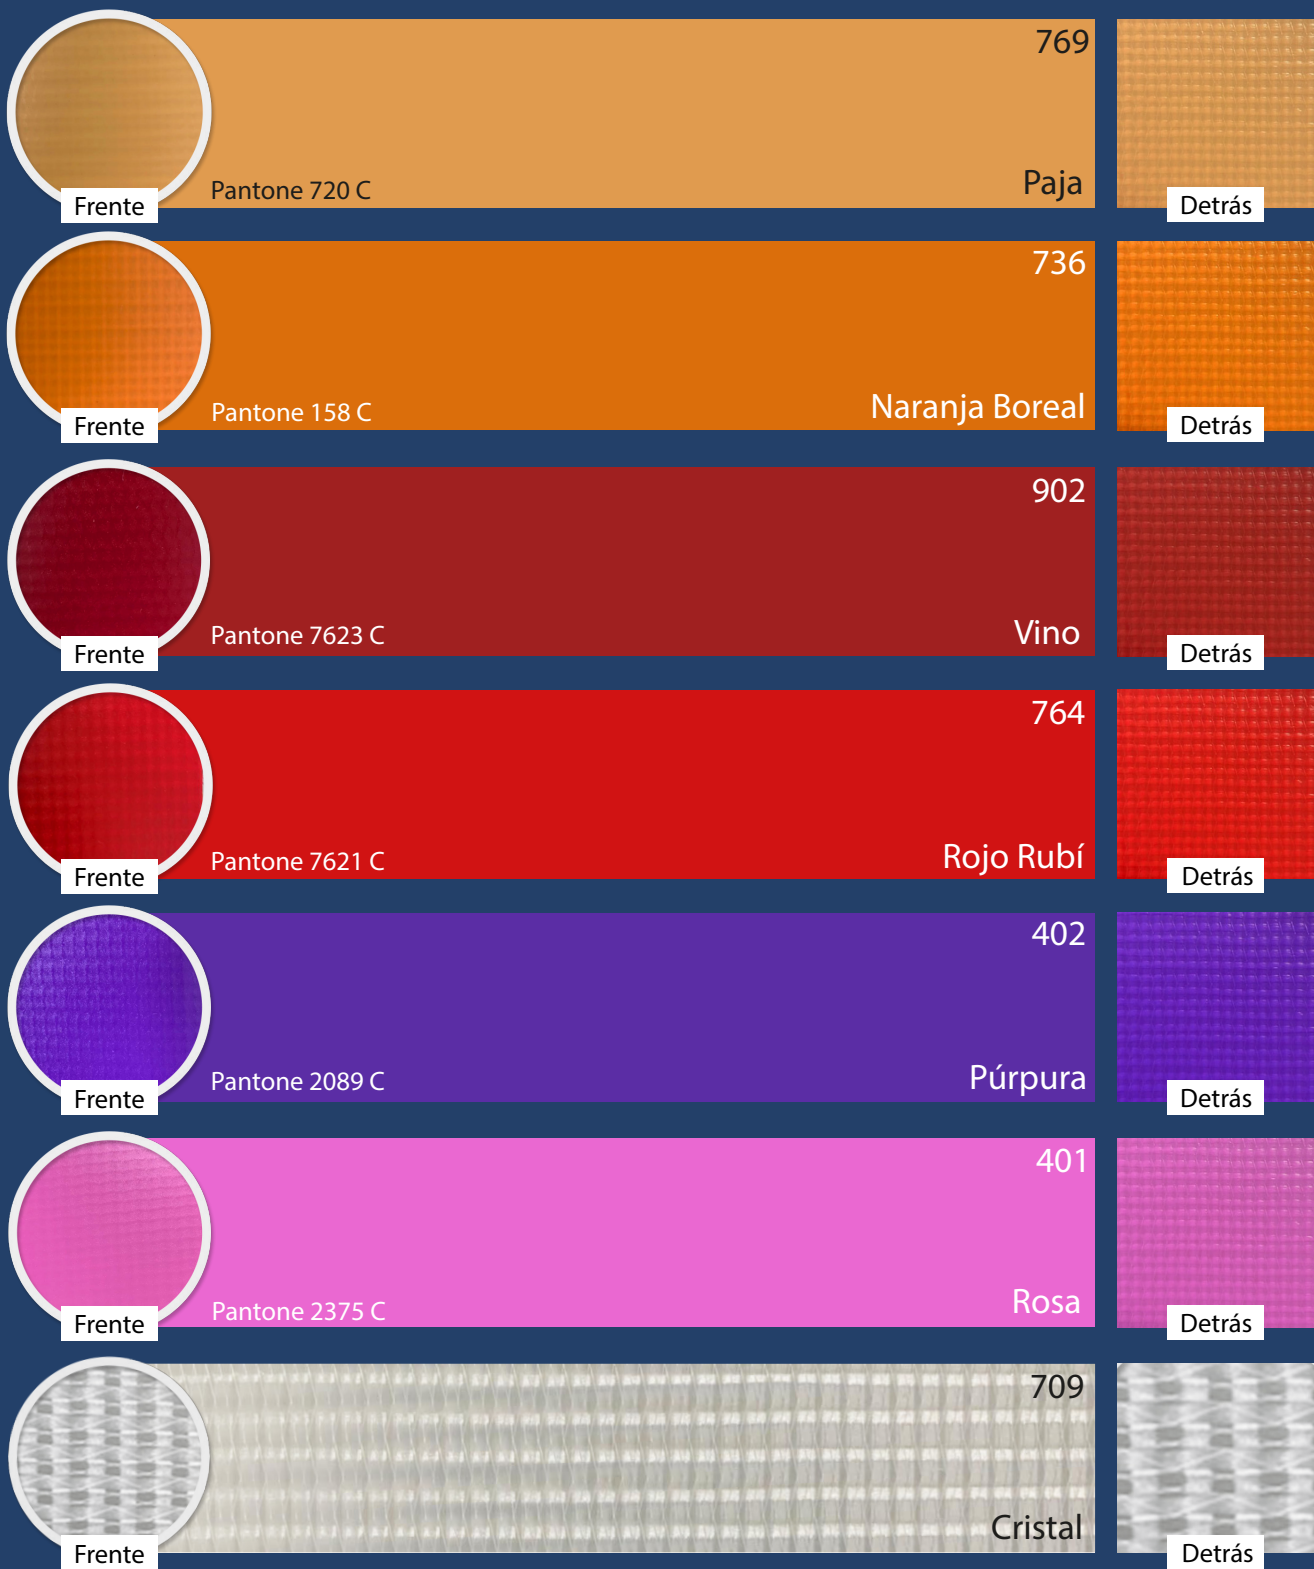 769
Pantone 720 C
Paja
Frente
Detrás
736
Pantone 158 C
Naranja Boreal
Frente
Detrás
902
Pantone 7623 C
Vino
Frente
Detrás
764
Pantone 7621 C
Rojo Rubí
Frente
Detrás
402
Pantone 2089 C
Púrpura
Frente
Detrás
401
Pantone 2375 C
Rosa
Frente
Detrás
709
Cristal
Frente
Detrás